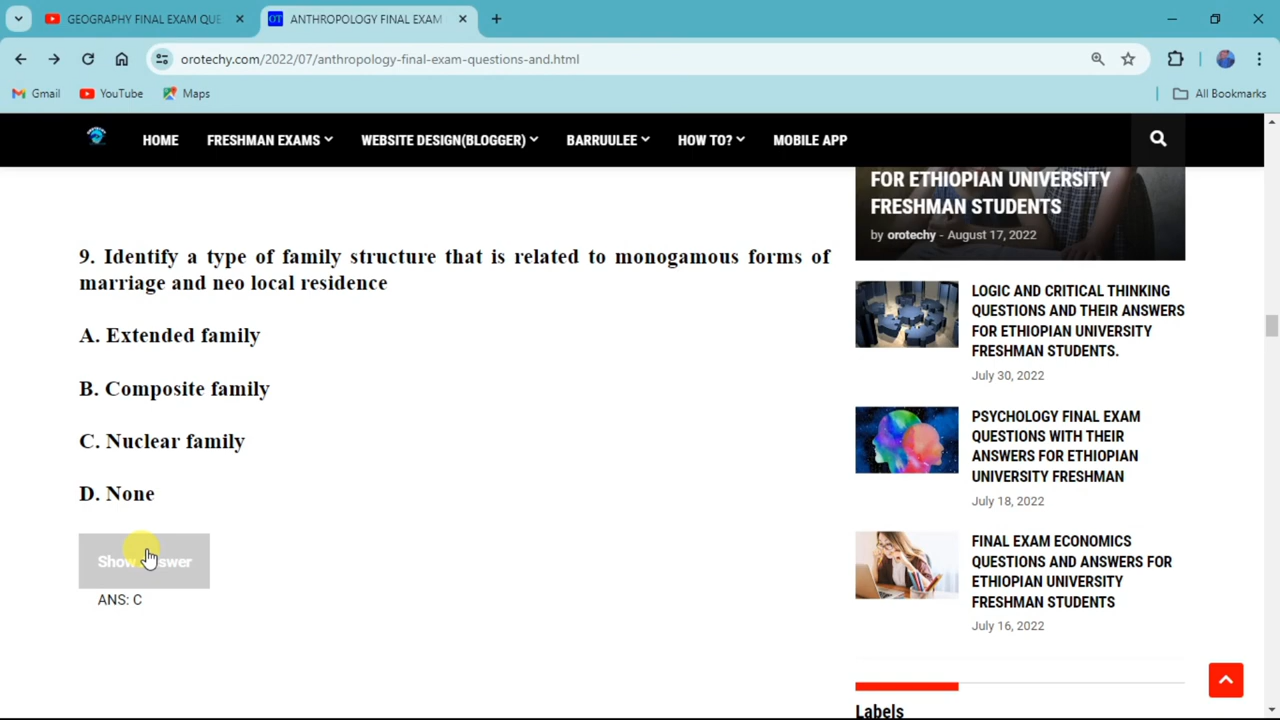 GEOGRAPHY FINAL EXAM QUE
ANTHROPOLOGY FINAL EXAM
orotechy.com/2022/07/anthropology-final-exam-questions-and.html
Gmail
YouTube
Maps
All Bookmarks
HOME
FRESHMAN EXAMS
WEBSITE DESIGN(BLOGGER)
BARRUULEE
HOW TO?
MOBILE APP
9. Identify a type of family structure that is related to monogamous forms of
marriage and neo local residence
A. Extended family
B. Composite family
C. Nuclear family
D. None
Show Answer
ANS: C
FOR ETHIOPIAN UNIVERSITY
FRESHMAN STUDENTS
by orotechy - August 17, 2022
LOGIC AND CRITICAL THINKING
QUESTIONS AND THEIR ANSWERS
FOR ETHIOPIAN UNIVERSITY
FRESHMAN STUDENTS.
July 30, 2022
PSYCHOLOGY FINAL EXAM
QUESTIONS WITH THEIR
ANSWERS FOR ETHIOPIAN
UNIVERSITY FRESHMAN
July 18, 2022
FINAL EXAM ECONOMICS
QUESTIONS AND ANSWERS FOR
ETHIOPIAN UNIVERSITY
FRESHMAN STUDENTS
July 16, 2022
Labels